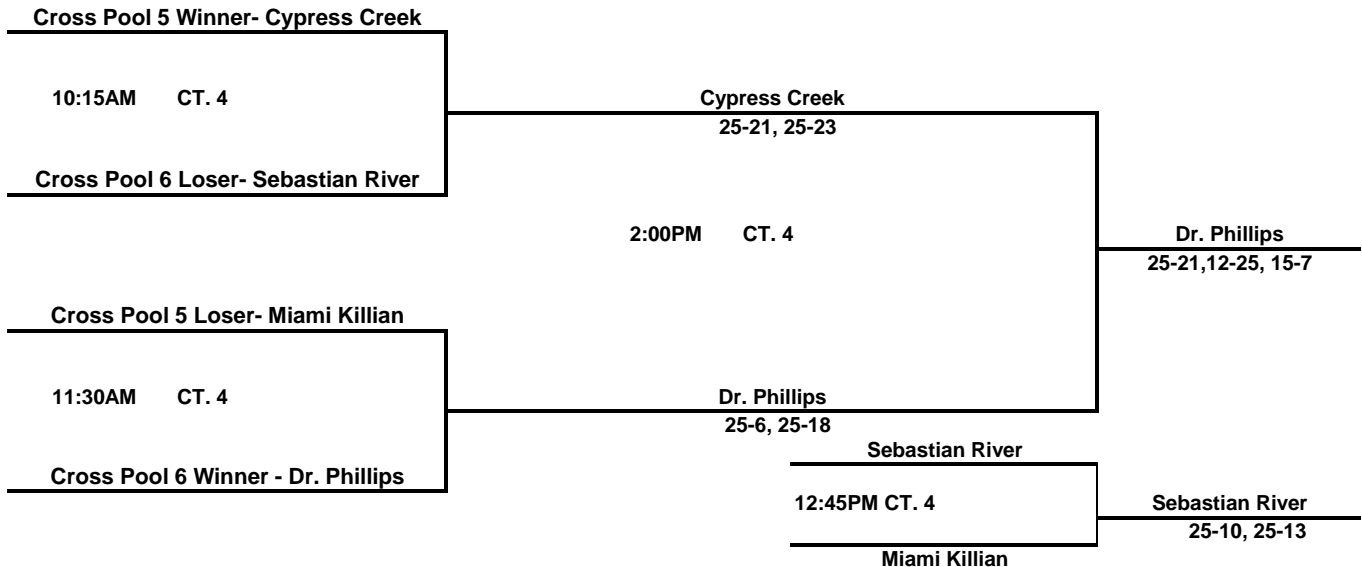 Cross Pool 5 Winner- Cypress Creek
10:15AM CT. 4
Cypress Creek
25-21, 25-23
Cross Pool 6 Loser- Sebastian River
2:00PM CT. 4
Dr. Phillips
25-21,12-25, 15-7
Cross Pool 5 Loser- Miami Killian
11:30AM CT. 4
Dr. Phillips
25-6, 25-18
Sebastian River
Cross Pool 6 Winner - Dr. Phillips
12:45PM CT. 4
Sebastian River
25-10, 25-13
Miami Killian